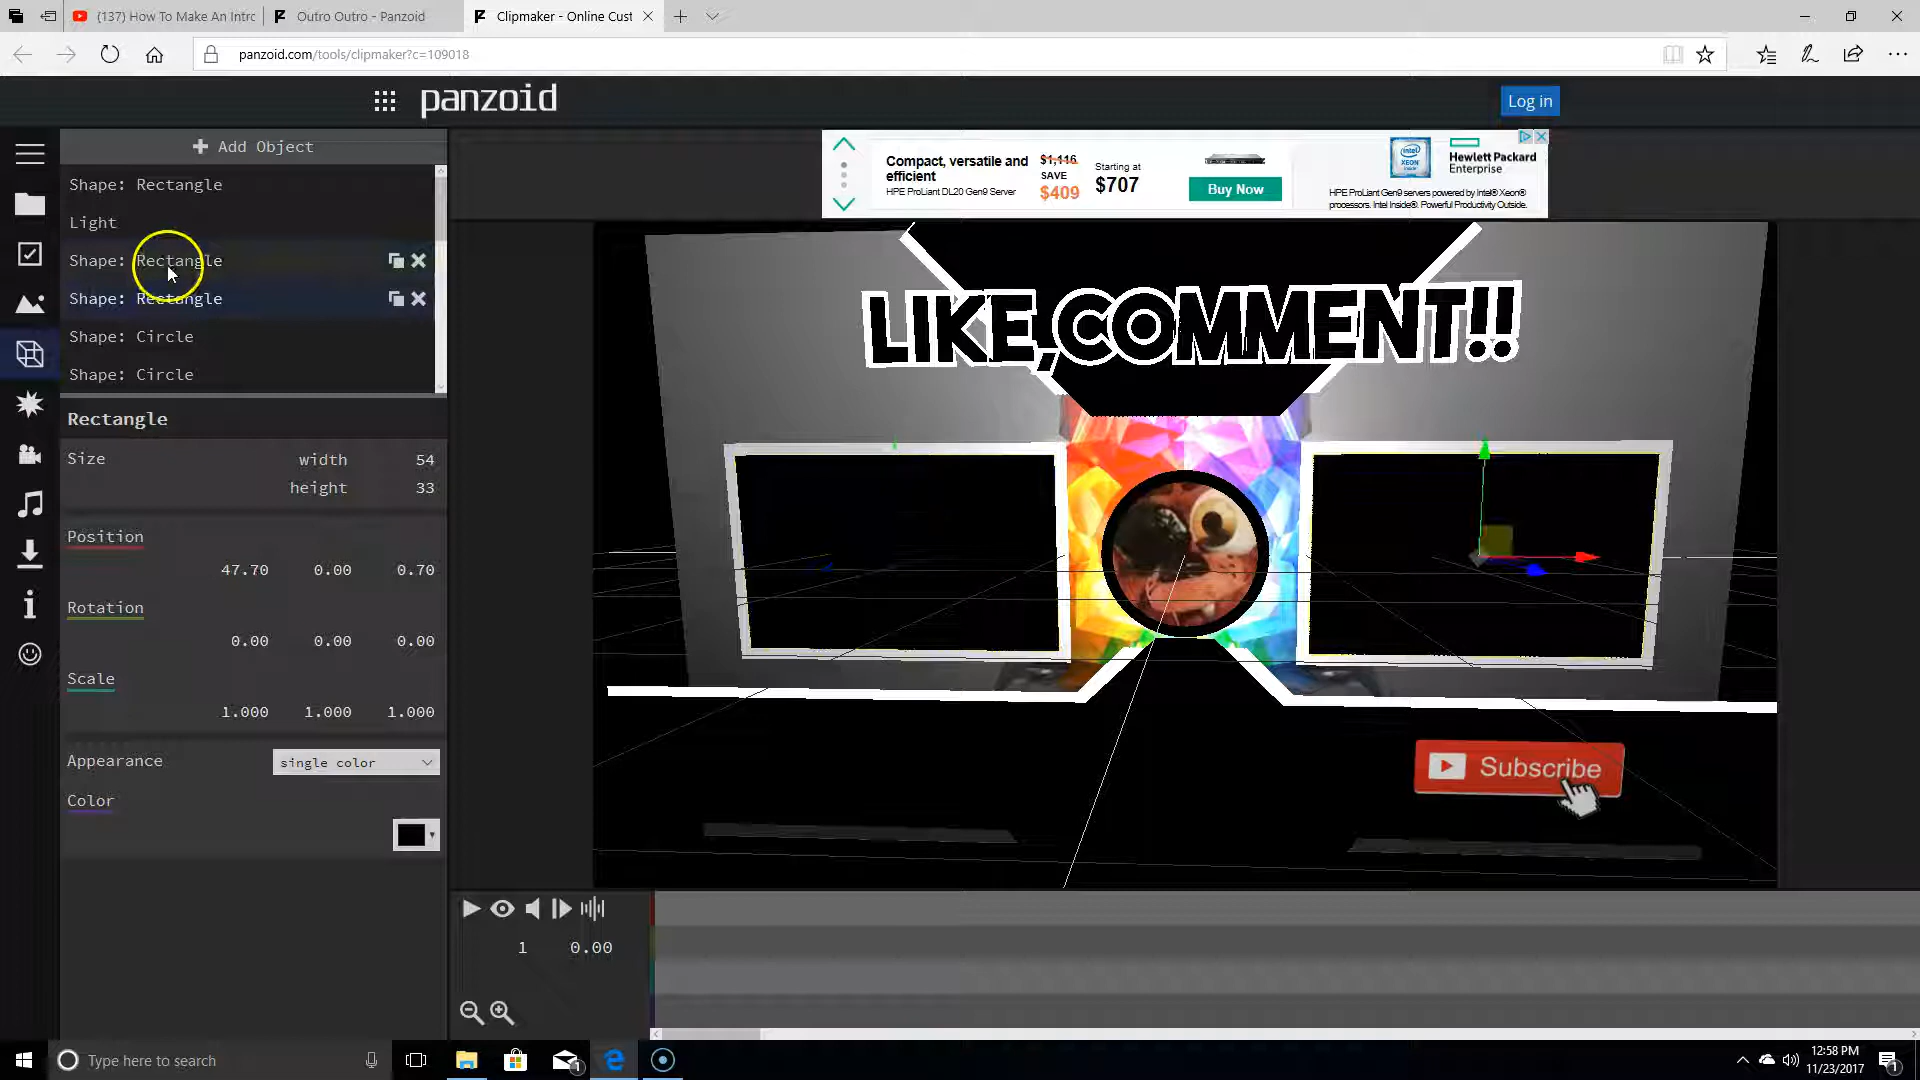 (137) How To Make An Intro
Outro Outro - Panzoid
Clipmaker - Online Cust
panzoid.com/tools/clipmaker?c=109018
panzoid
Log in
Add Object
Shape: Rectangle
Light
Shape: Rectangle
Shape: Rectangle
Shape: Circle
Shape: Circle
Compact, versatile and
efficient
HPE ProLiant DL20 Gen9 Server
$1,116
SAVE
$409
Starting at
$707
Buy Now
intel
XEON
inside
Hewlett Packard
Enterprise
HPE ProLiant Gen9 servers powered by Intel® Xeon®
processors. Intel Inside®. Powerful Productivity Outside.
LIKE,COMMENT!!
Subscribe
Rectangle
Size width 54
height 33
Position
47.70 0.00 0.70
Rotation
0.00 0.00 0.00
Scale
1.000 1.000 1.000
Appearance single color
Color
1 0.00
Type here to search
1
12:58 PM
11/23/2017
1